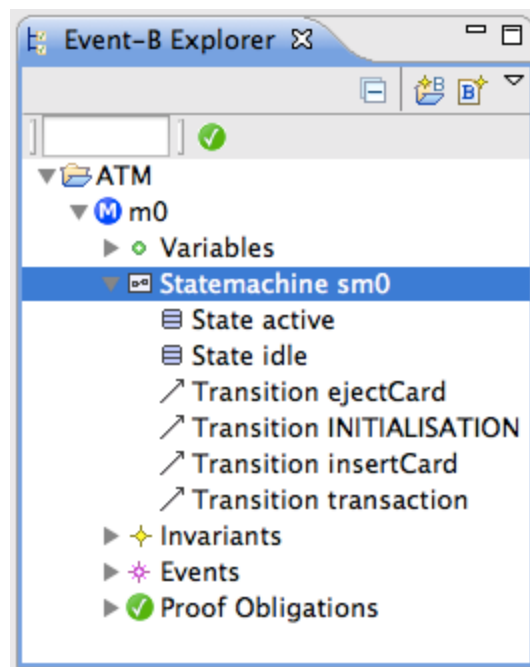 Event-B Explorer
ATM
m0
Variables
Statemachine sm0
State active
State idle
Transition ejectCard
Transition INITIALISATION
Transition insertCard
Transition transaction
Invariants
Events
Proof Obligations